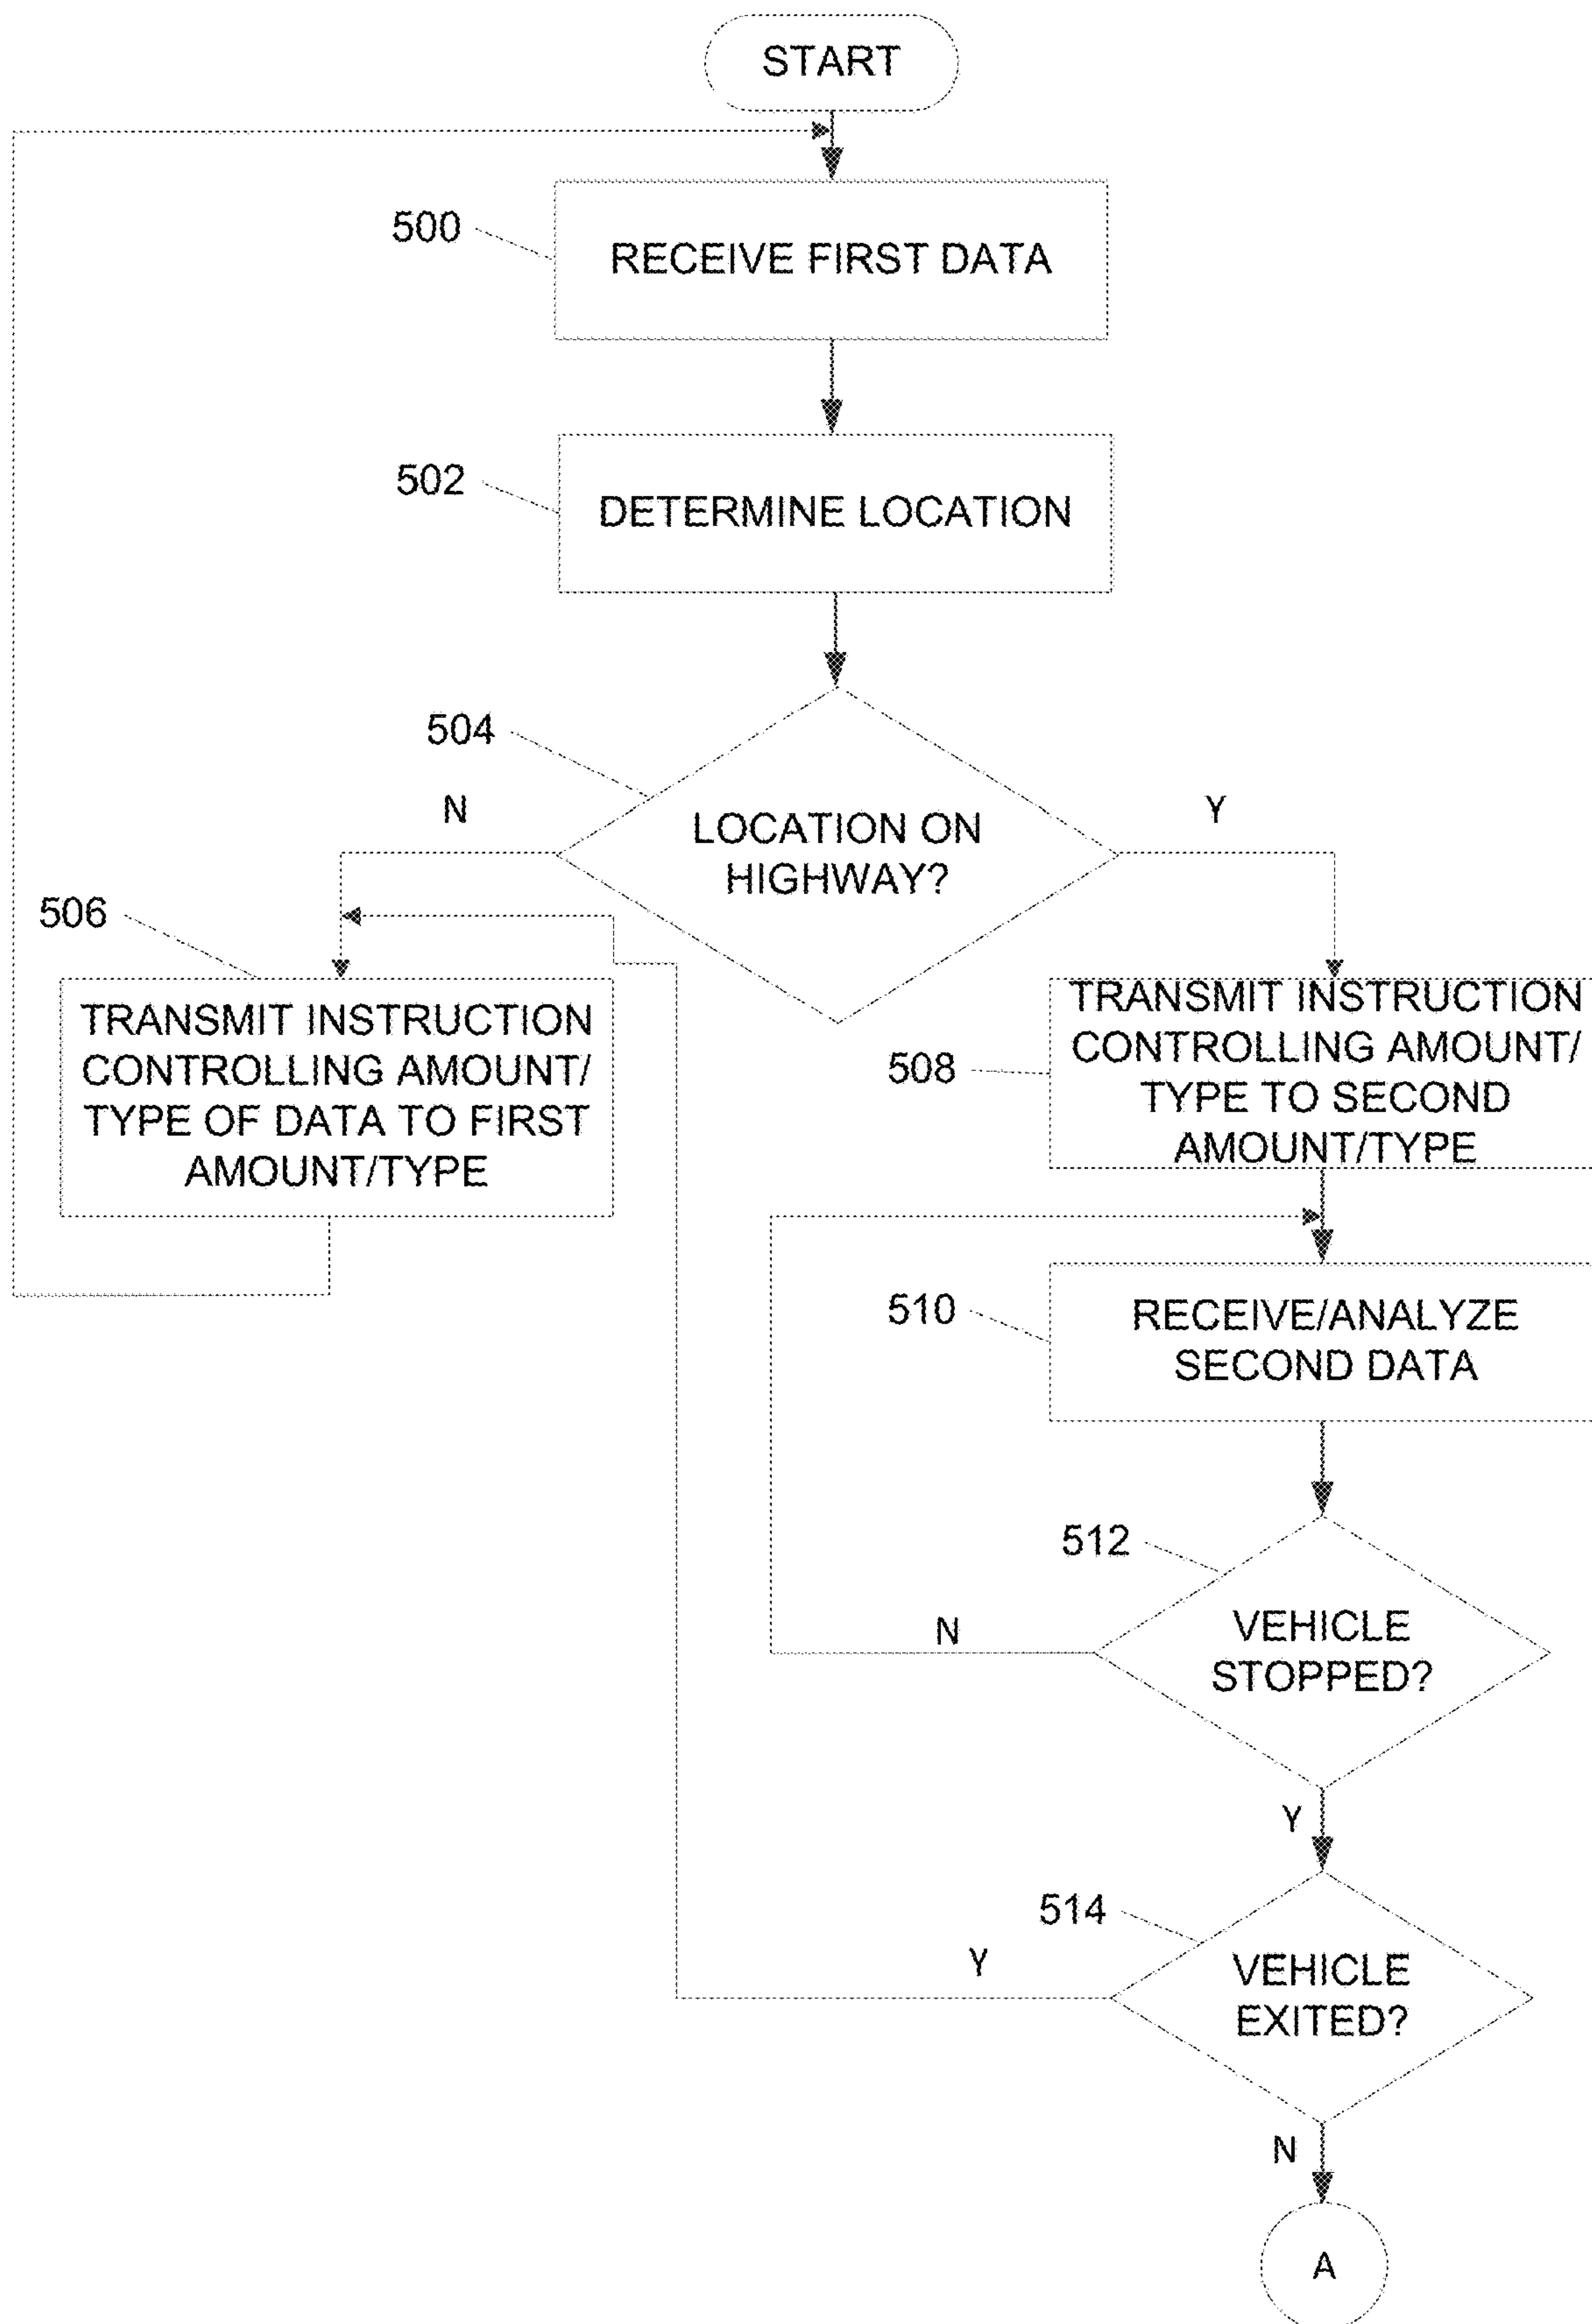 START
500
RECEIVE FIRST DATA
502
DETERMINE LOCATION
504
N
LOCATION ON
HIGHWAY?
Y
506
TRANSMIT INSTRUCTION
CONTROLLING AMOUNT/
TYPE OF DATA TO FIRST
AMOUNT/TYPE
508
TRANSMIT INSTRUCTION
CONTROLLING AMOUNT/
TYPE TO SECOND
AMOUNT/TYPE
510
RECEIVE/ANALYZE
SECOND DATA
512
N
VEHICLE
STOPPED?
Y
514
Y
VEHICLE
EXITED?
N
A